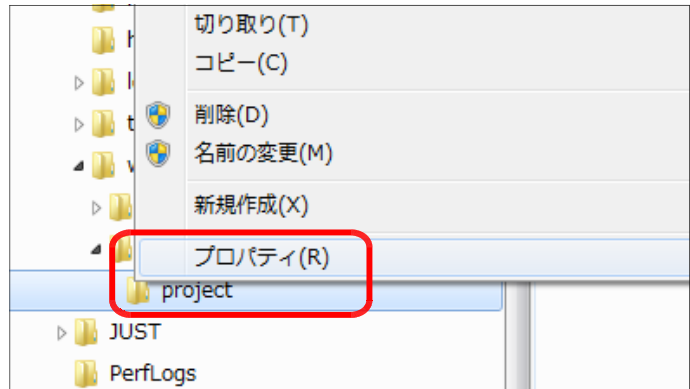 切り取り(T)
コピー(C)
削除(D)
名前の変更(M)
新規作成(X)
プロパティ(R)
project
JUST
PerfLogs